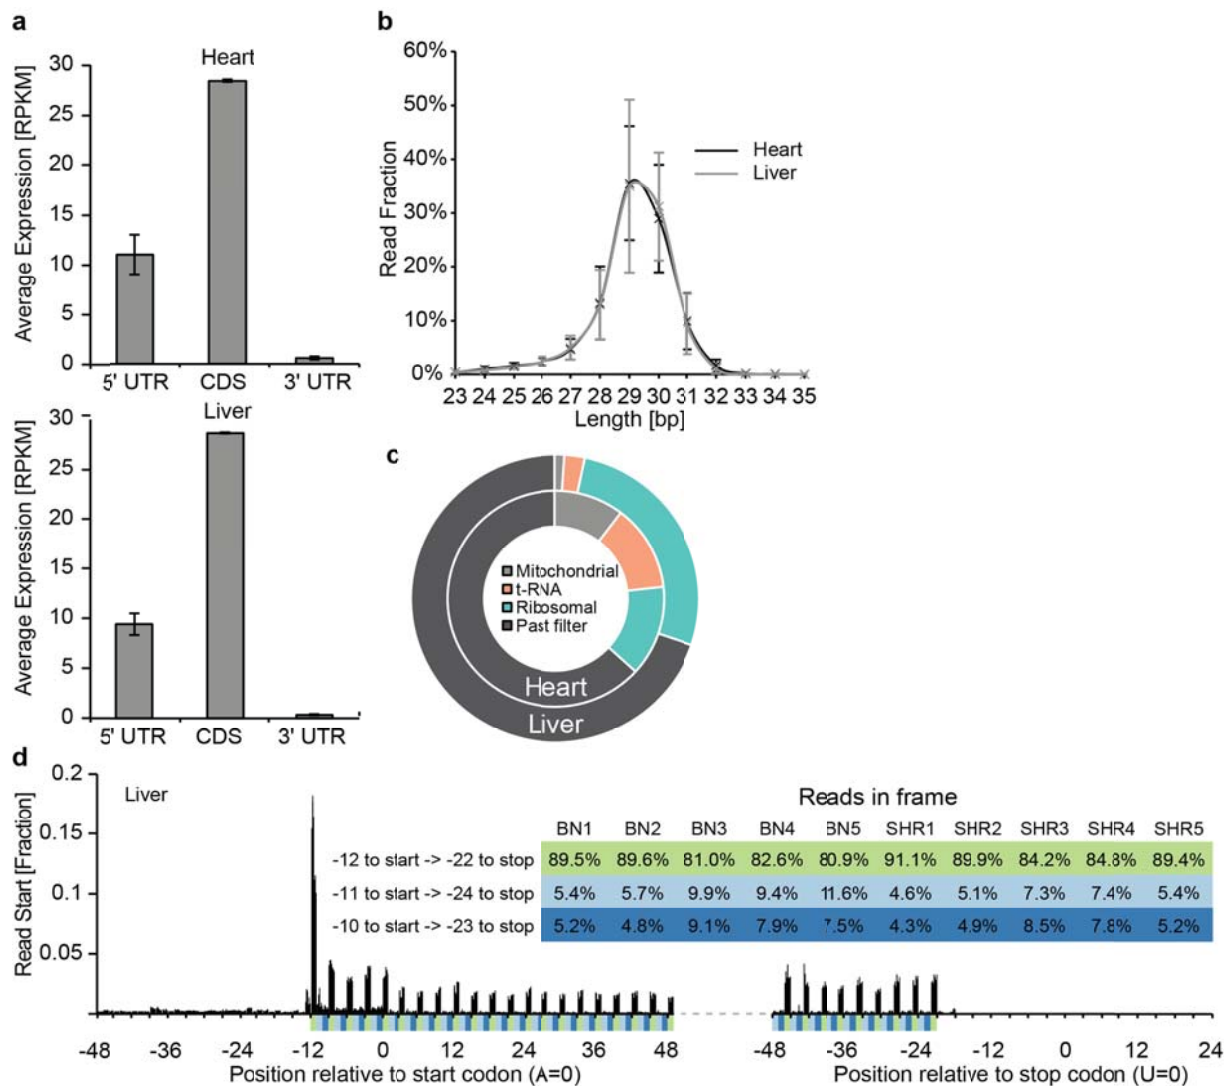 a
Heart
Average Expression [RPKM]
30
25
20
15
10
5
0
5' UTR CDS 3' UTR
Liver
Average Expression [RPKM]
30
25
20
15
10
5
0
5' UTR CDS 3' UTR
b
Read Fraction
60%
50%
40%
30%
20%
10%
0%
Heart
Liver
23 24 25 26 27 28 29 30 31 32 33 34 35
Length [bp]
c
Mitochondrial
t-RNA
Ribosomal
Past filter
Heart
Liver
d
Liver
Read Start [Fraction]
0.2
0.15
0.1
0.05
Reads in frame
BN1 BN2 BN3 BN4 BN5 SHR1 SHR2 SHR3 SHR4 SHR5
-12 to start -> -22 to stop 89.5% 89.6% 81.0% 82.6% 80.9% 91.1% 89.9% 84.2% 84.8% 89.4%
-11 to start -> -24 to stop 5.4% 5.7% 9.9% 9.4% 11.6% 4.6% 5.1% 7.3% 7.4% 5.4%
-10 to start -> -23 to stop 5.2% 4.8% 9.1% 7.9% 7.5% 4.3% 4.9% 8.5% 7.8% 5.2%
-48 -36 -24 -12 0 12 24 36 48 -48 -36 -24 -12 0 12 24
Position relative to start codon (A=0) Position relative to stop codon (U=0)